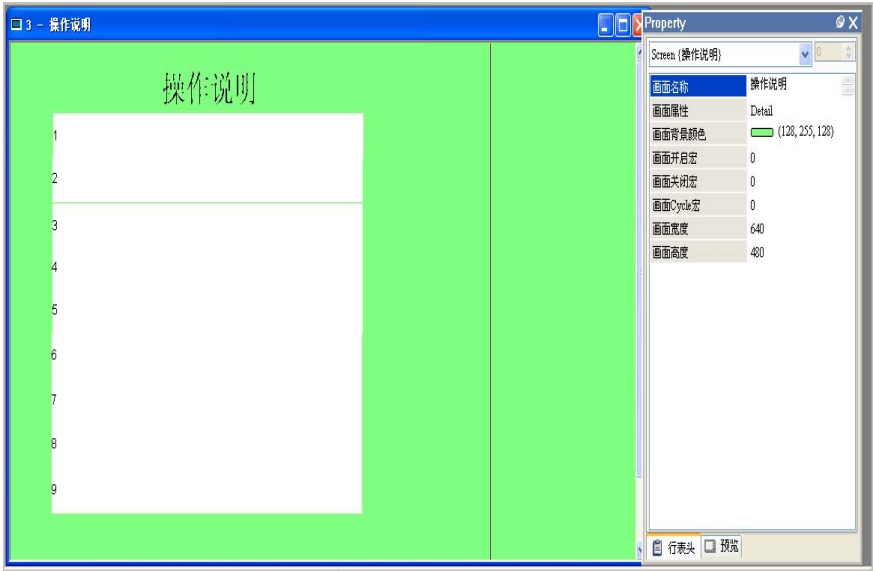 3 - 操作说明
操作说明
1
2
3
4
5
6
7
8
9
Property
Screen {操作说明}
0
画面名称 操作说明
画面属性 Detail
画面背景颜色 (128, 255, 128)
画面开启宏 0
画面关闭宏 0
画面Cycle宏 0
画面宽度 640
画面高度 480
行表头 预览